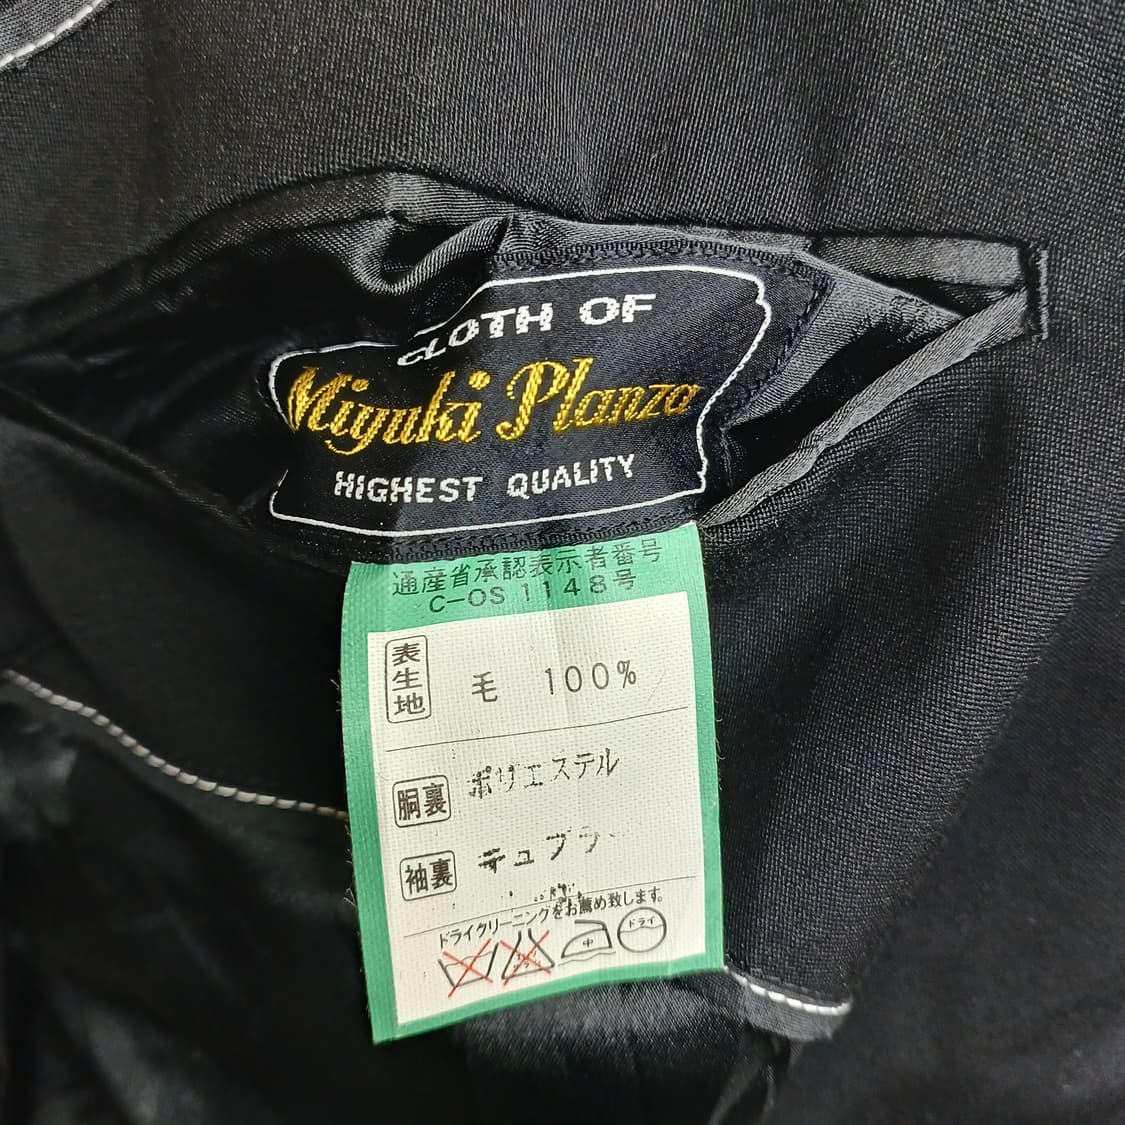 CLOTH OF
Miyuki Planza
HIGHEST QUALITY
通産省承認表示者番号
C-OS 1148号
表生地
毛 100%
胴裏
ポリエステル
袖裏
キュプラ
ドライクリーニングをお薦め致します。
中
ドライ